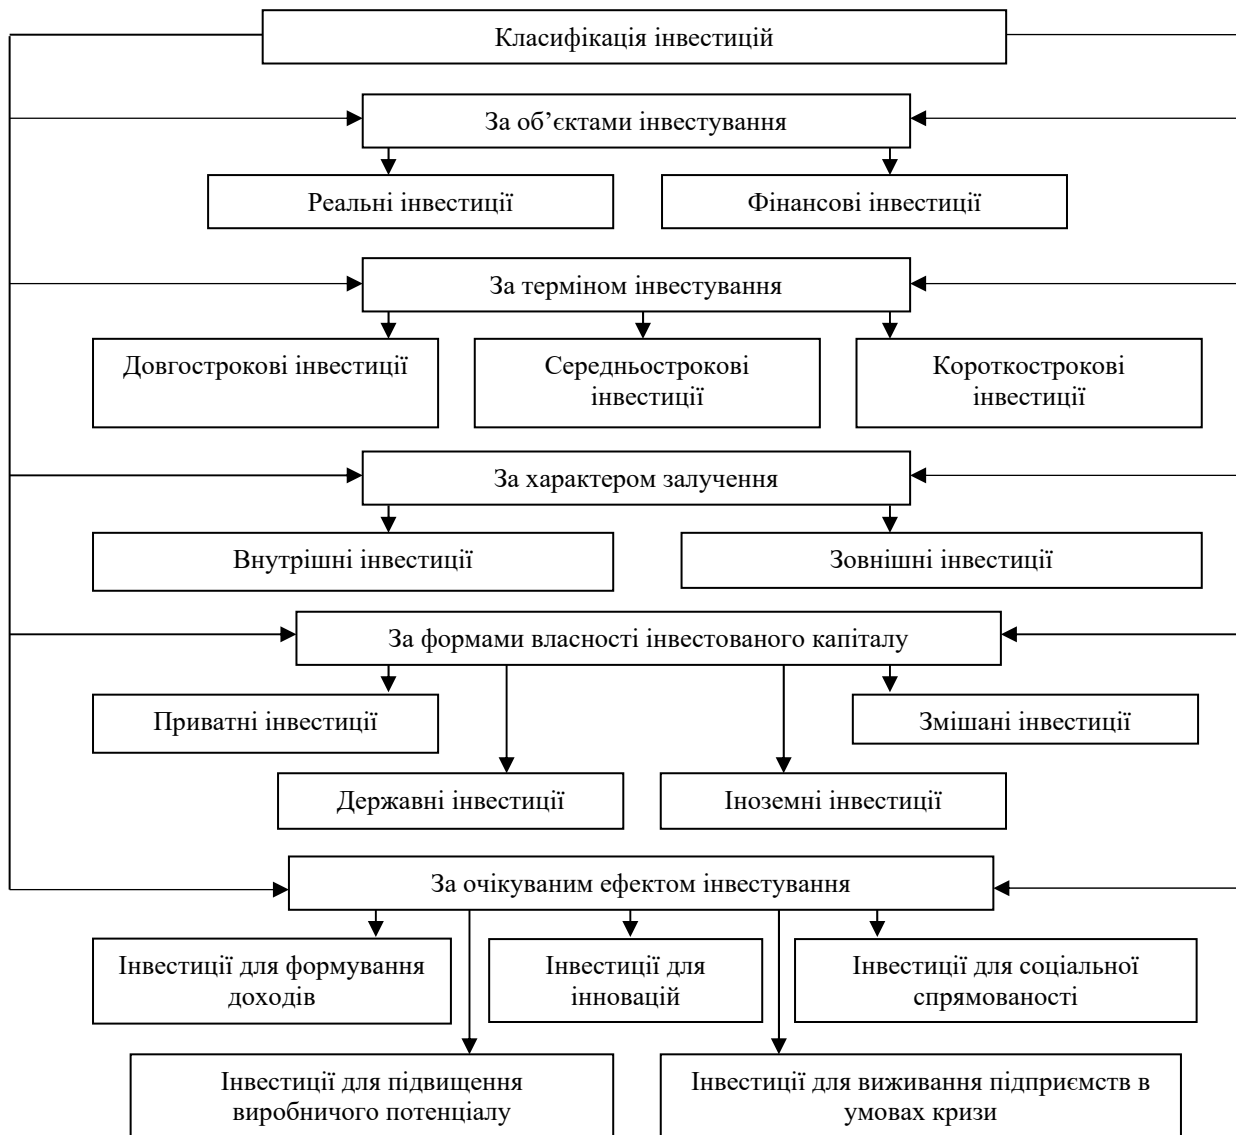 Класифікація інвестицій
За об’єктами інвестування
Реальні інвестиції
Фінансові інвестиції
За терміном інвестування
Довгострокові інвестиції
Середньострокові
інвестиції
Короткострокові
інвестиції
За характером залучення
Внутрішні інвестиції
Зовнішні інвестиції
За формами власності інвестованого капіталу
Приватні інвестиції
Змішані інвестиції
Державні інвестиції
Іноземні інвестиції
За очікуваним ефектом інвестування
Інвестиції для формування
доходів
Інвестиції для
інновацій
Інвестиції для соціальної
спрямованості
Інвестиції для підвищення
виробничого потенціалу
Інвестиції для виживання підприємств в
умовах кризи